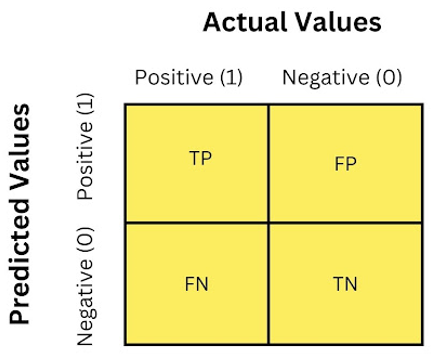 Actual Values
Positive (1) Negative (0)
Predicted Values
Positive (1)
TP FP
Negative (0)
FN TN